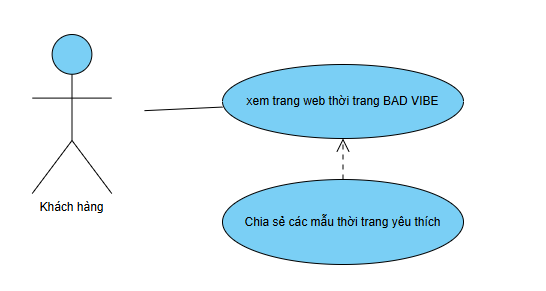 xem trang web thời trang BAD VIBE
Khách hàng
Chia sẻ các mẫu thời trang yêu thích